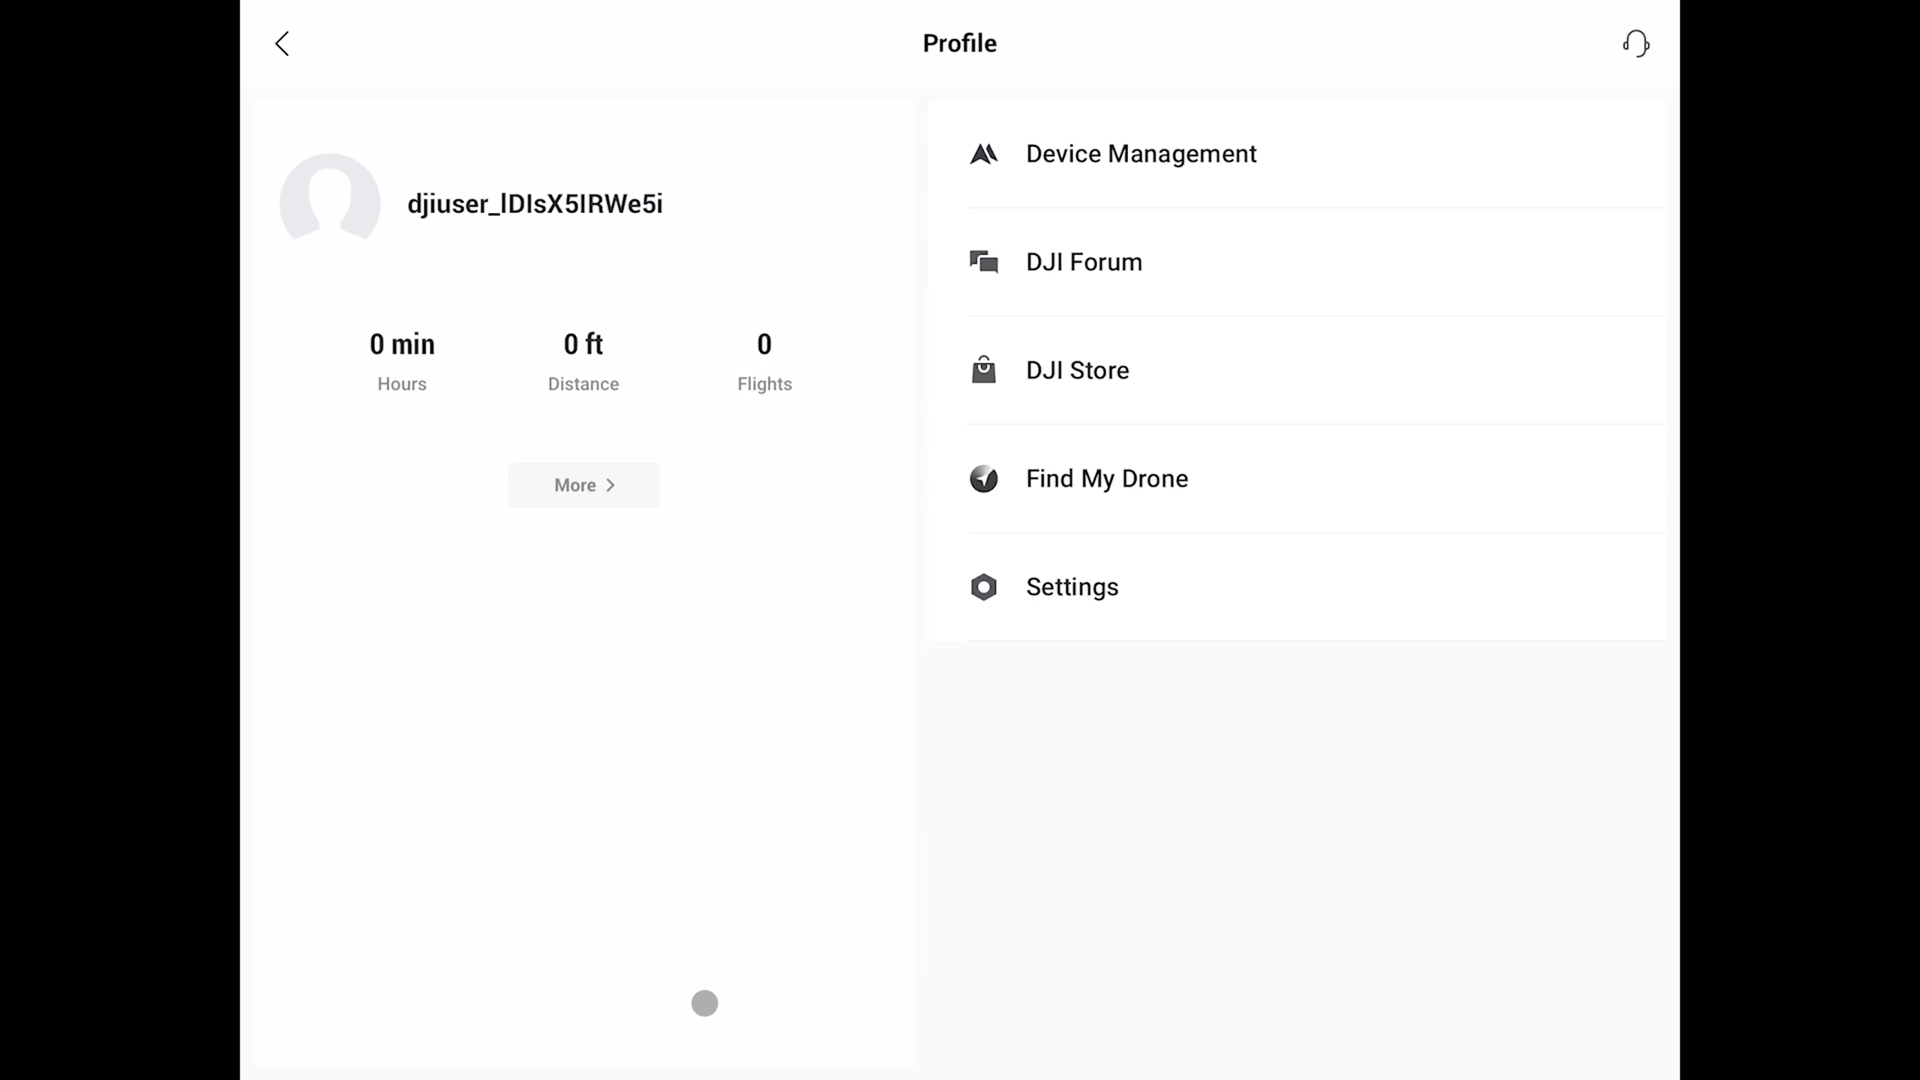 Profile
djiuser_lDIsX5IRWe5i
0 min
Hours
0 ft
Distance
0
Flights
More
Device Management
DJI Forum
DJI Store
Find My Drone
Settings